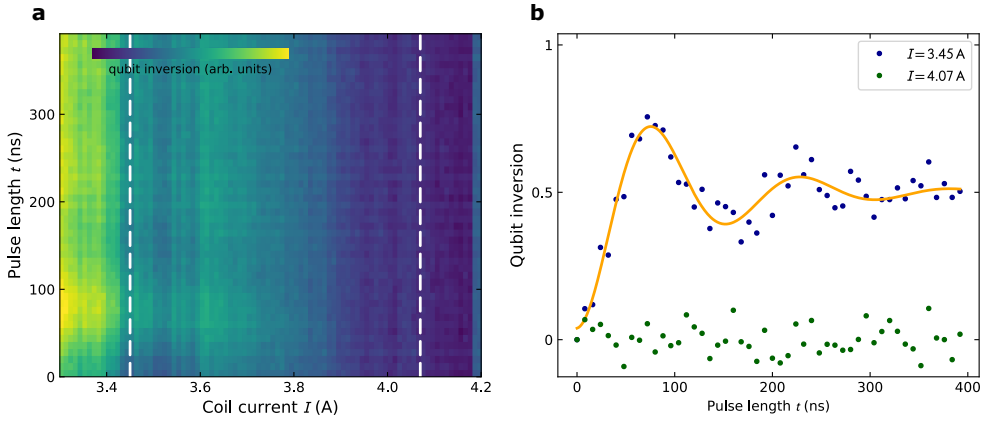 a
qubit inversion (arb. units)
Pulse length t (ns)
0
100
200
300
3.4
3.6
3.8
4.0
4.2
Coil current I (A)
b
I = 3.45 A
I = 4.07 A
Qubit inversion
1
0.5
0
0
100
200
300
400
Pulse length t (ns)